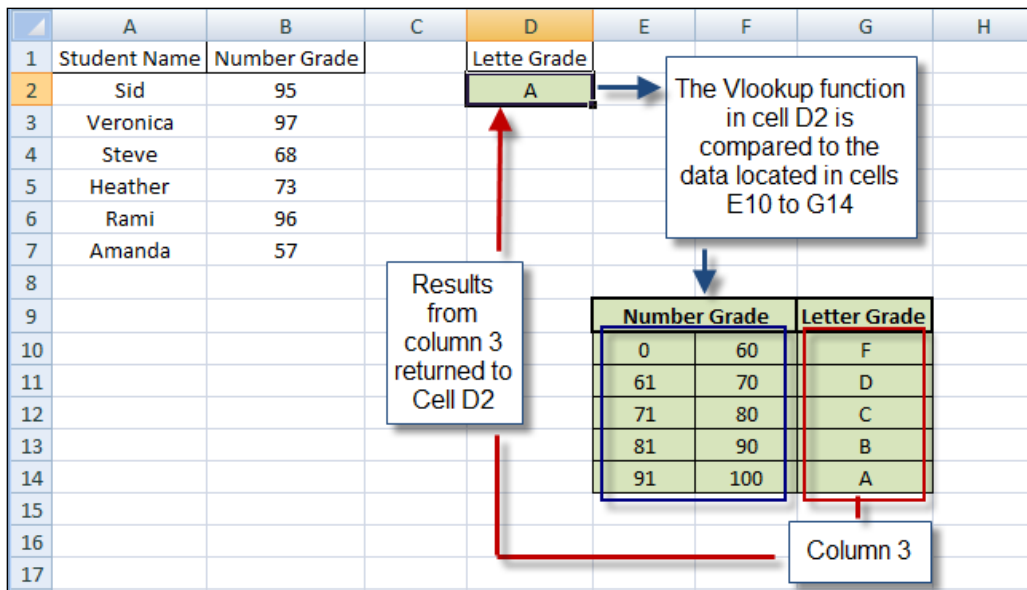 A B C D E F G H
1 Student Name Number Grade Lette Grade
2 Sid 95 A
3 Veronica 97
4 Steve 68
5 Heather 73
6 Rami 96
7 Amanda 57
8
9 Number Grade Letter Grade
10 0 60 F
11 61 70 D
12 71 80 C
13 81 90 B
14 91 100 A
15
16
17
The Vlookup function
in cell D2 is
compared to the
data located in cells
E10 to G14
Results
from
column 3
returned to
Cell D2
Column 3